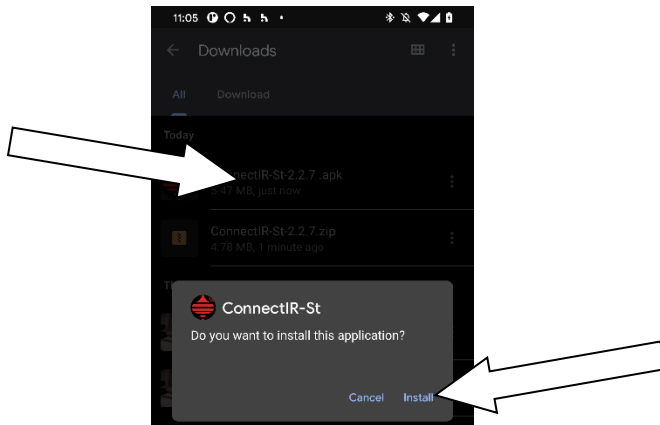 11:05
Downloads
All Download
Today
ConnectIR-St-2.2.7 .apk
5.47 MB, just now
ConnectIR-St-2.2.7.zip
4.78 MB, 1 minute ago
ConnectIR-St
Do you want to install this application?
Cancel Install